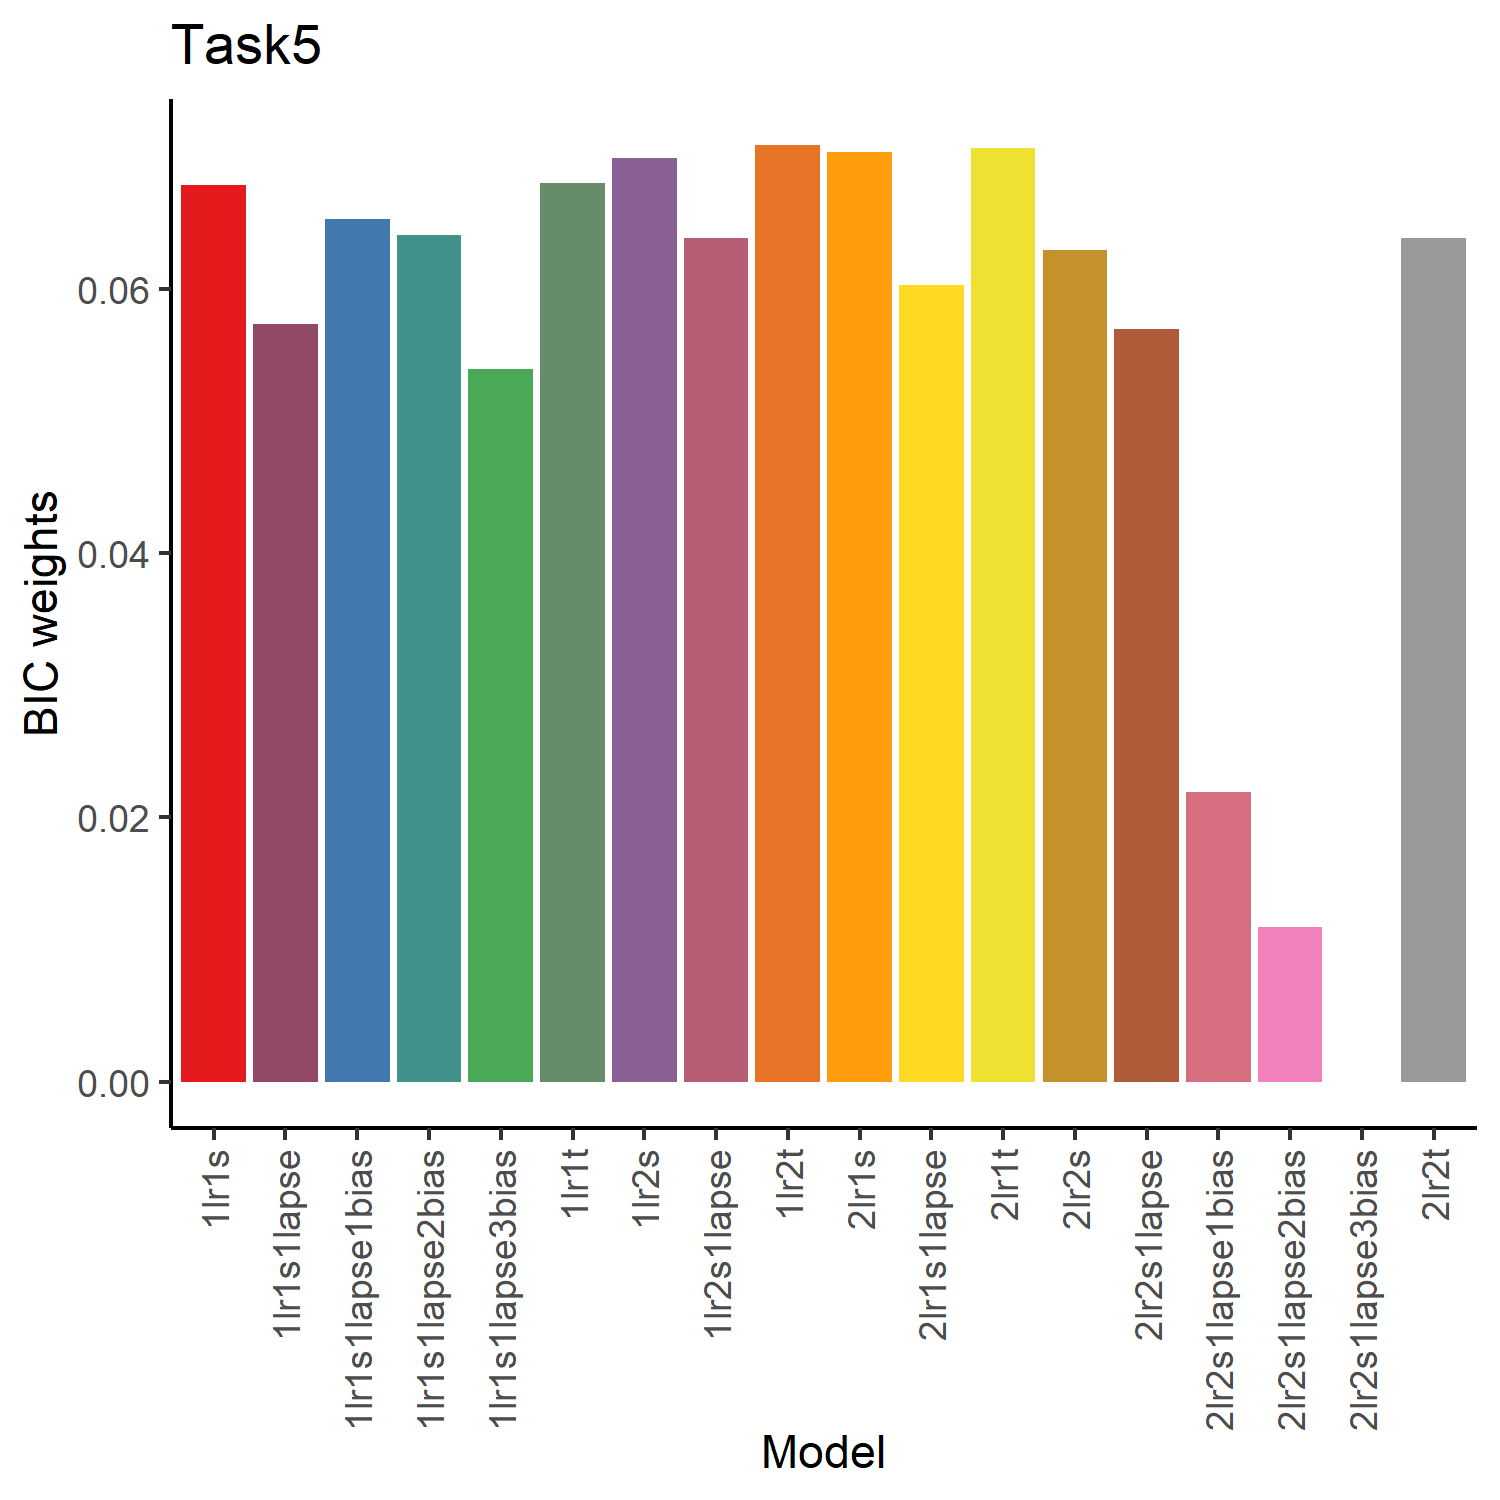 Task5
BIC weights
0.06
0.04
0.02
0.00
1lr1s
1lr1s1lapse
1lr1s1lapse1bias
1lr1s1lapse2bias
1lr1s1lapse3bias
1lr1t
1lr2s
1lr2s1lapse
1lr2t
2lr1s
2lr1s1lapse
2lr1t
2lr2s
2lr2s1lapse
2lr2s1lapse1bias
2lr2s1lapse2bias
2lr2s1lapse3bias
2lr2t
Model